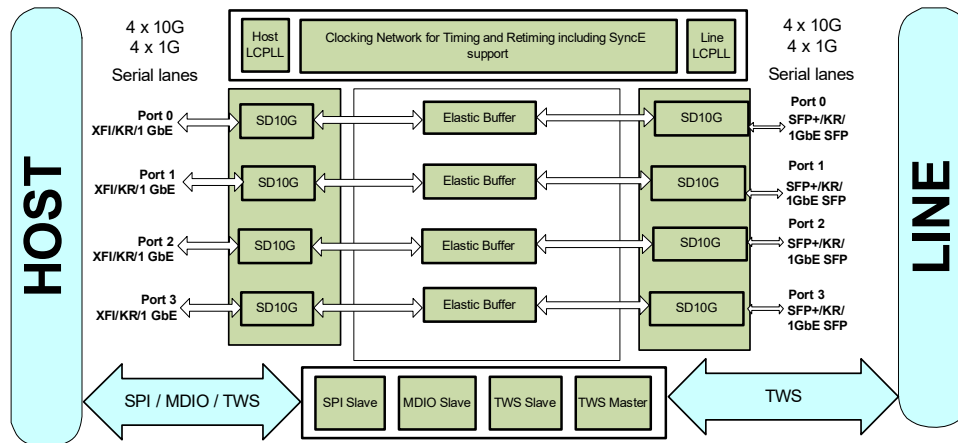 HOST
4 x 10G
4 x 1G
Serial lanes
Host
LCPLL
Clocking Network for Timing and Retiming including SyncE
support
Line
LCPLL
4 x 10G
4 x 1G
Serial lanes
LINE
Port 0
XFI/KR/1 GbE
SD10G
Elastic Buffer
SD10G
Port 0
SFP+/KR/
1GbE SFP
Port 1
XFI/KR/1 GbE
SD10G
Elastic Buffer
SD10G
Port 1
SFP+/KR/
1GbE SFP
Port 2
XFI/KR/1 GbE
SD10G
Elastic Buffer
SD10G
Port 2
SFP+/KR/
1GbE SFP
Port 3
XFI/KR/1 GbE
SD10G
Elastic Buffer
SD10G
Port 3
SFP+/KR/
1GbE SFP
SPI / MDIO / TWS
SPI Slave
MDIO Slave
TWS Slave
TWS Master
TWS